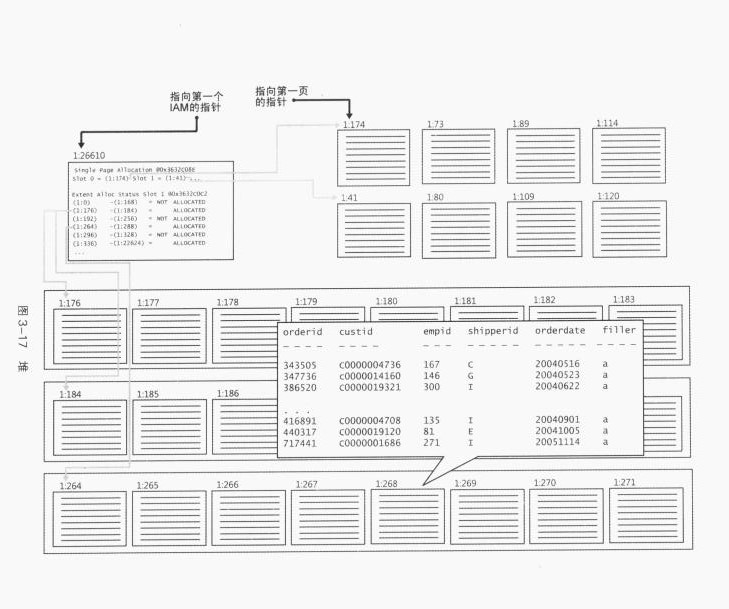 指向第一个
IAM的指针
指向第一页
的指针
1:26610
1:174
1:73
1:89
1:114
Single Page Allocation @0x3632C08E
Slot 0 = (1:174) Slot 1 = (1:41) ...
Extent Alloc Status Slot 1 @0x3632C0C2
(1:0) -(1:168) = NOT ALLOCATED
(1:176) -(1:184) = ALLOCATED
(1:192) -(1:256) = NOT ALLOCATED
(1:264) -(1:288) = ALLOCATED
(1:296) -(1:328) = NOT ALLOCATED
(1:336) -(1:22624) = ALLOCATED
...
1:41
1:80
1:109
1:120
1:176
1:177
1:178
1:179
1:180
1:181
1:182
1:183
orderid custid empid shipperid orderdate filler
343505 C0000004736 167 C 20040516 a
347736 C0000014160 146 G 20040523 a
386520 C0000019321 300 I 20040622 a
. . .
416891 C0000004708 135 I 20040901 a
440317 C0000019120 81 E 20041005 a
717441 C0000001686 271 I 20051114 a
1:184
1:185
1:186
1:264
1:265
1:266
1:267
1:268
1:269
1:270
1:271
图 3-17 堆